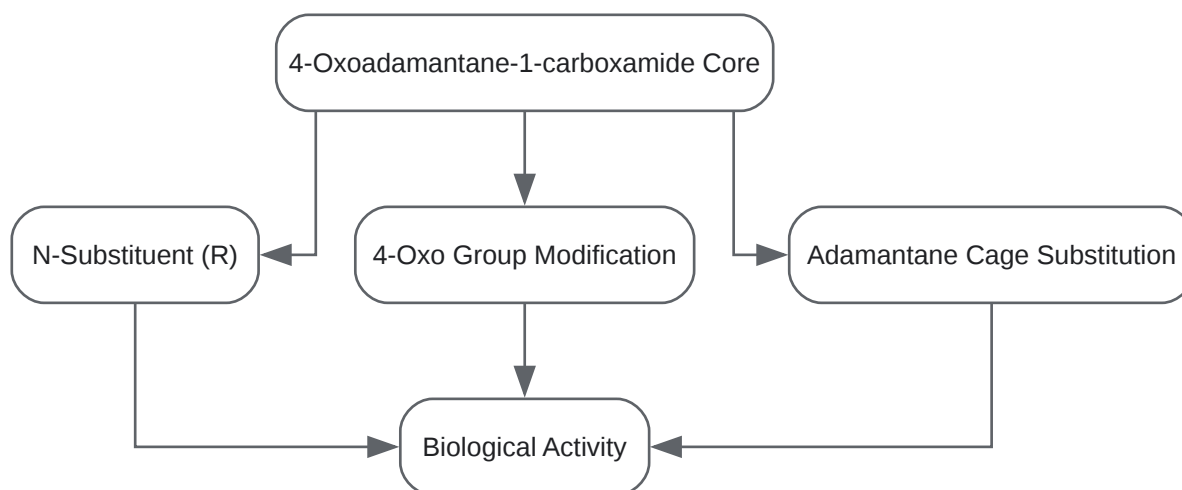 4-Oxoadamantane-1-carboxamide Core
N-Substituent (R)
4-Oxo Group Modification
Adamantane Cage Substitution
Biological Activity